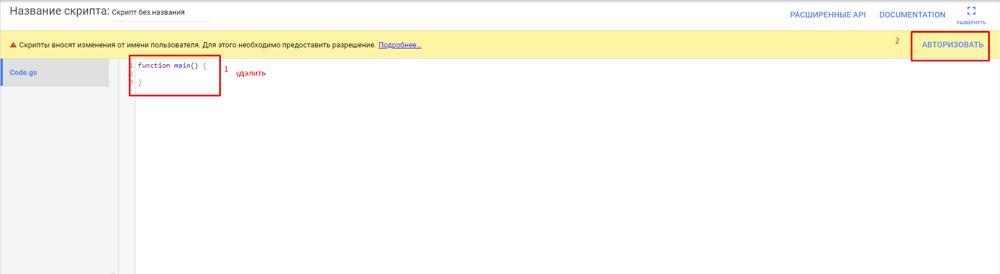 Название скрипта: Скрипт без названия
РАСШИРЕННЫЕ API DOCUMENTATION
РАЗВЕРНУТЬ
Скрипты вносят изменения от имени пользователя. Для этого необходимо предоставить разрешение. Подробнее...
2 АВТОРИЗОВАТЬ
Code.gs
1 function main() {
2
3 }
1 удалить